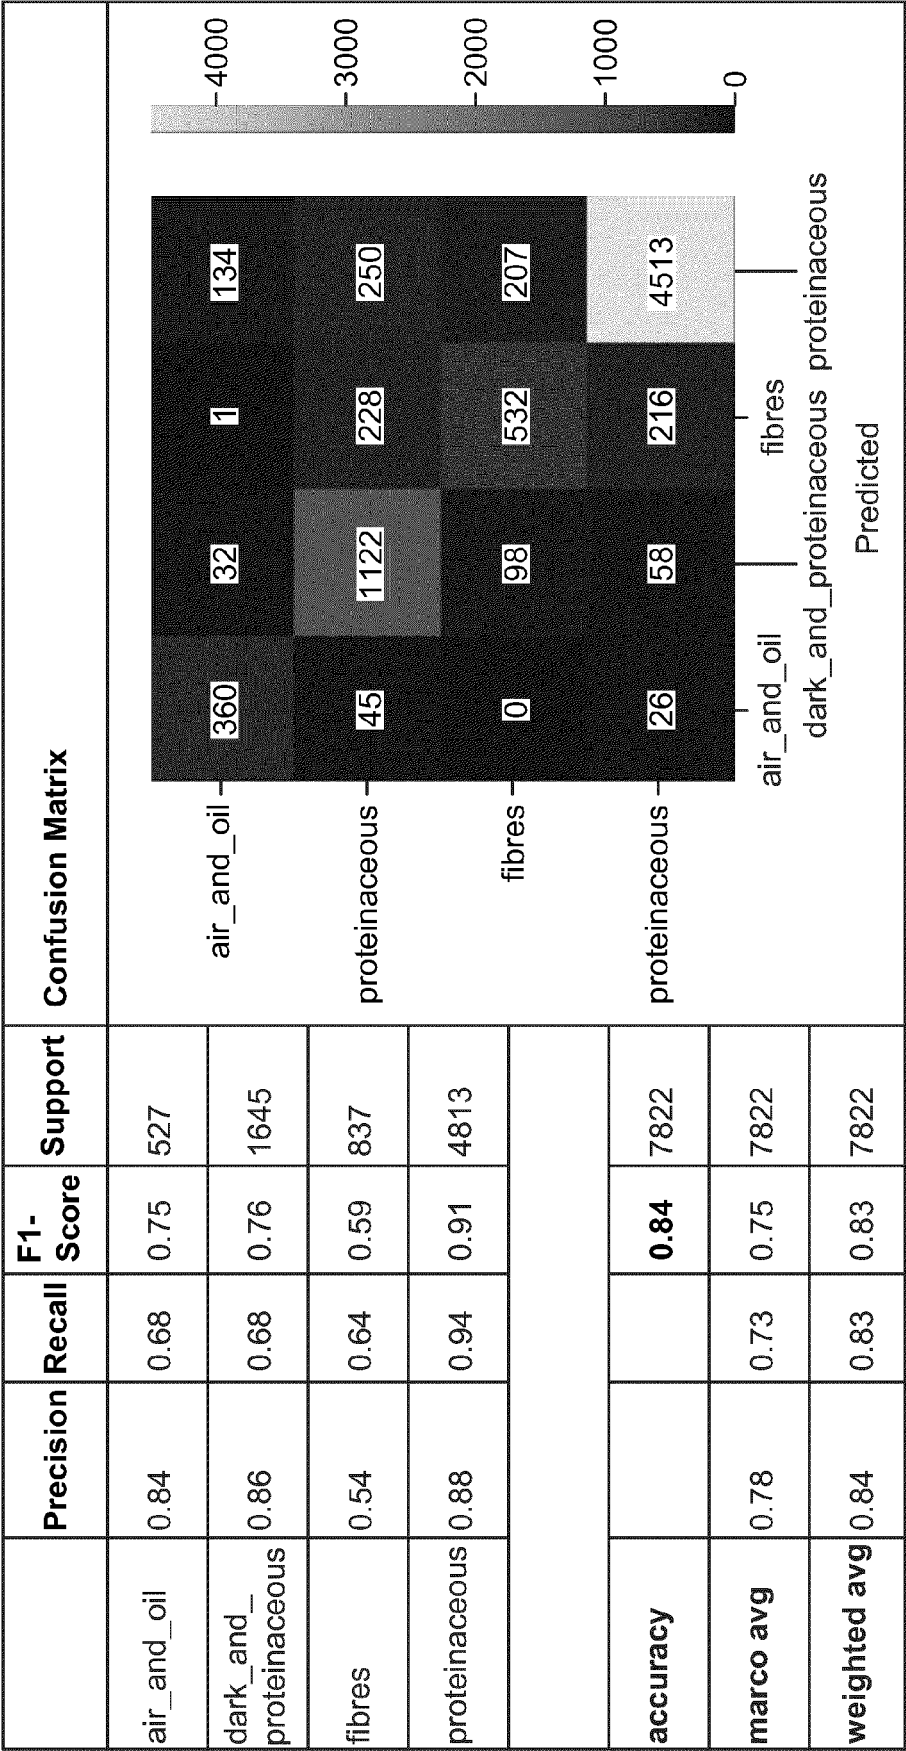 Precision Recall F1-Score Support Confusion Matrix
air_and_oil 0.84 0.68 0.75 527
dark_and_
proteinaceous 0.86 0.68 0.76 1645
fibres 0.54 0.64 0.59 837
proteinaceous 0.88 0.94 0.91 4813
accuracy 0.84 7822
marco avg 0.78 0.73 0.75 7822
weighted avg 0.84 0.83 0.83 7822
air_and_oil 360 32 1 134
proteinaceous 45 1122 228 250
fibres 0 98 532 207
proteinaceous 26 58 216 4513
air_and_oil fibres
dark_and_proteinaceous proteinaceous
Predicted
4000
3000
2000
1000
0